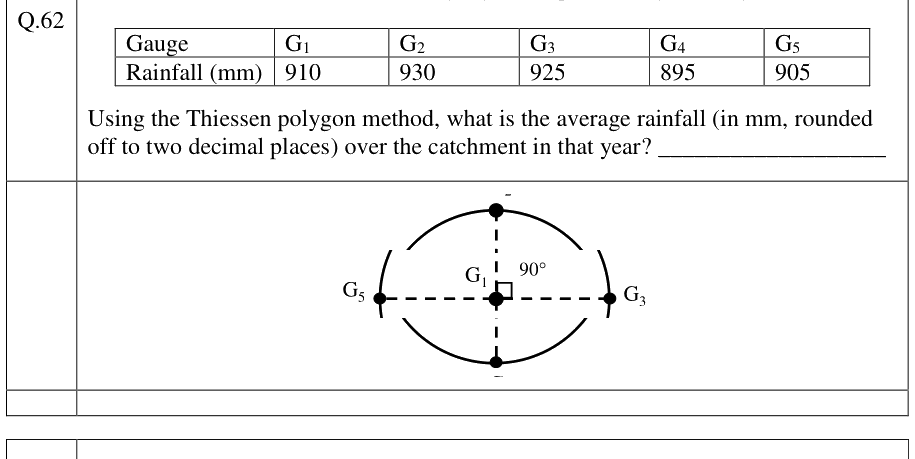 Q.62
Gauge G₁ G₂ G₃ G₄ G₅
Rainfall (mm) 910 930 925 895 905
Using the Thiessen polygon method, what is the average rainfall (in mm, rounded
off to two decimal places) over the catchment in that year? ___________________
G₁ 90°
G₅ G₃